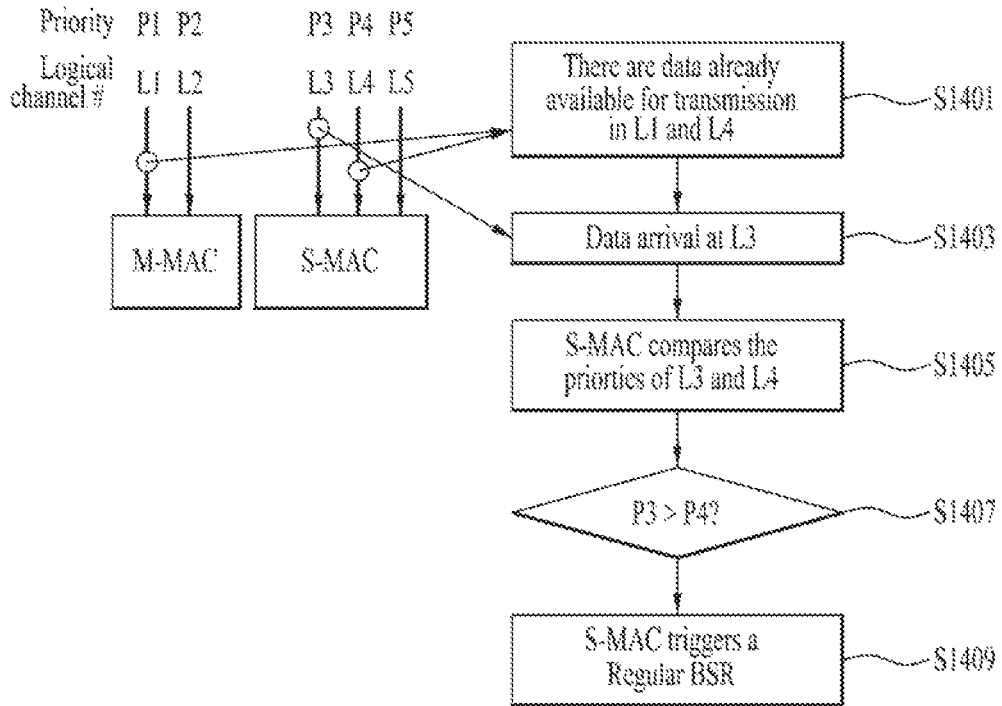 Priority P1 P2 P3 P4 P5
Logical
channel # L1 L2 L3 L4 L5
M-MAC
S-MAC
There are data already
available for transmission
in L1 and L4
S1401
Data arrival at L3
S1403
S-MAC compares the
priorties of L3 and L4
S1405
P3 > P4?
S1407
S-MAC triggers a
Regular BSR
S1409